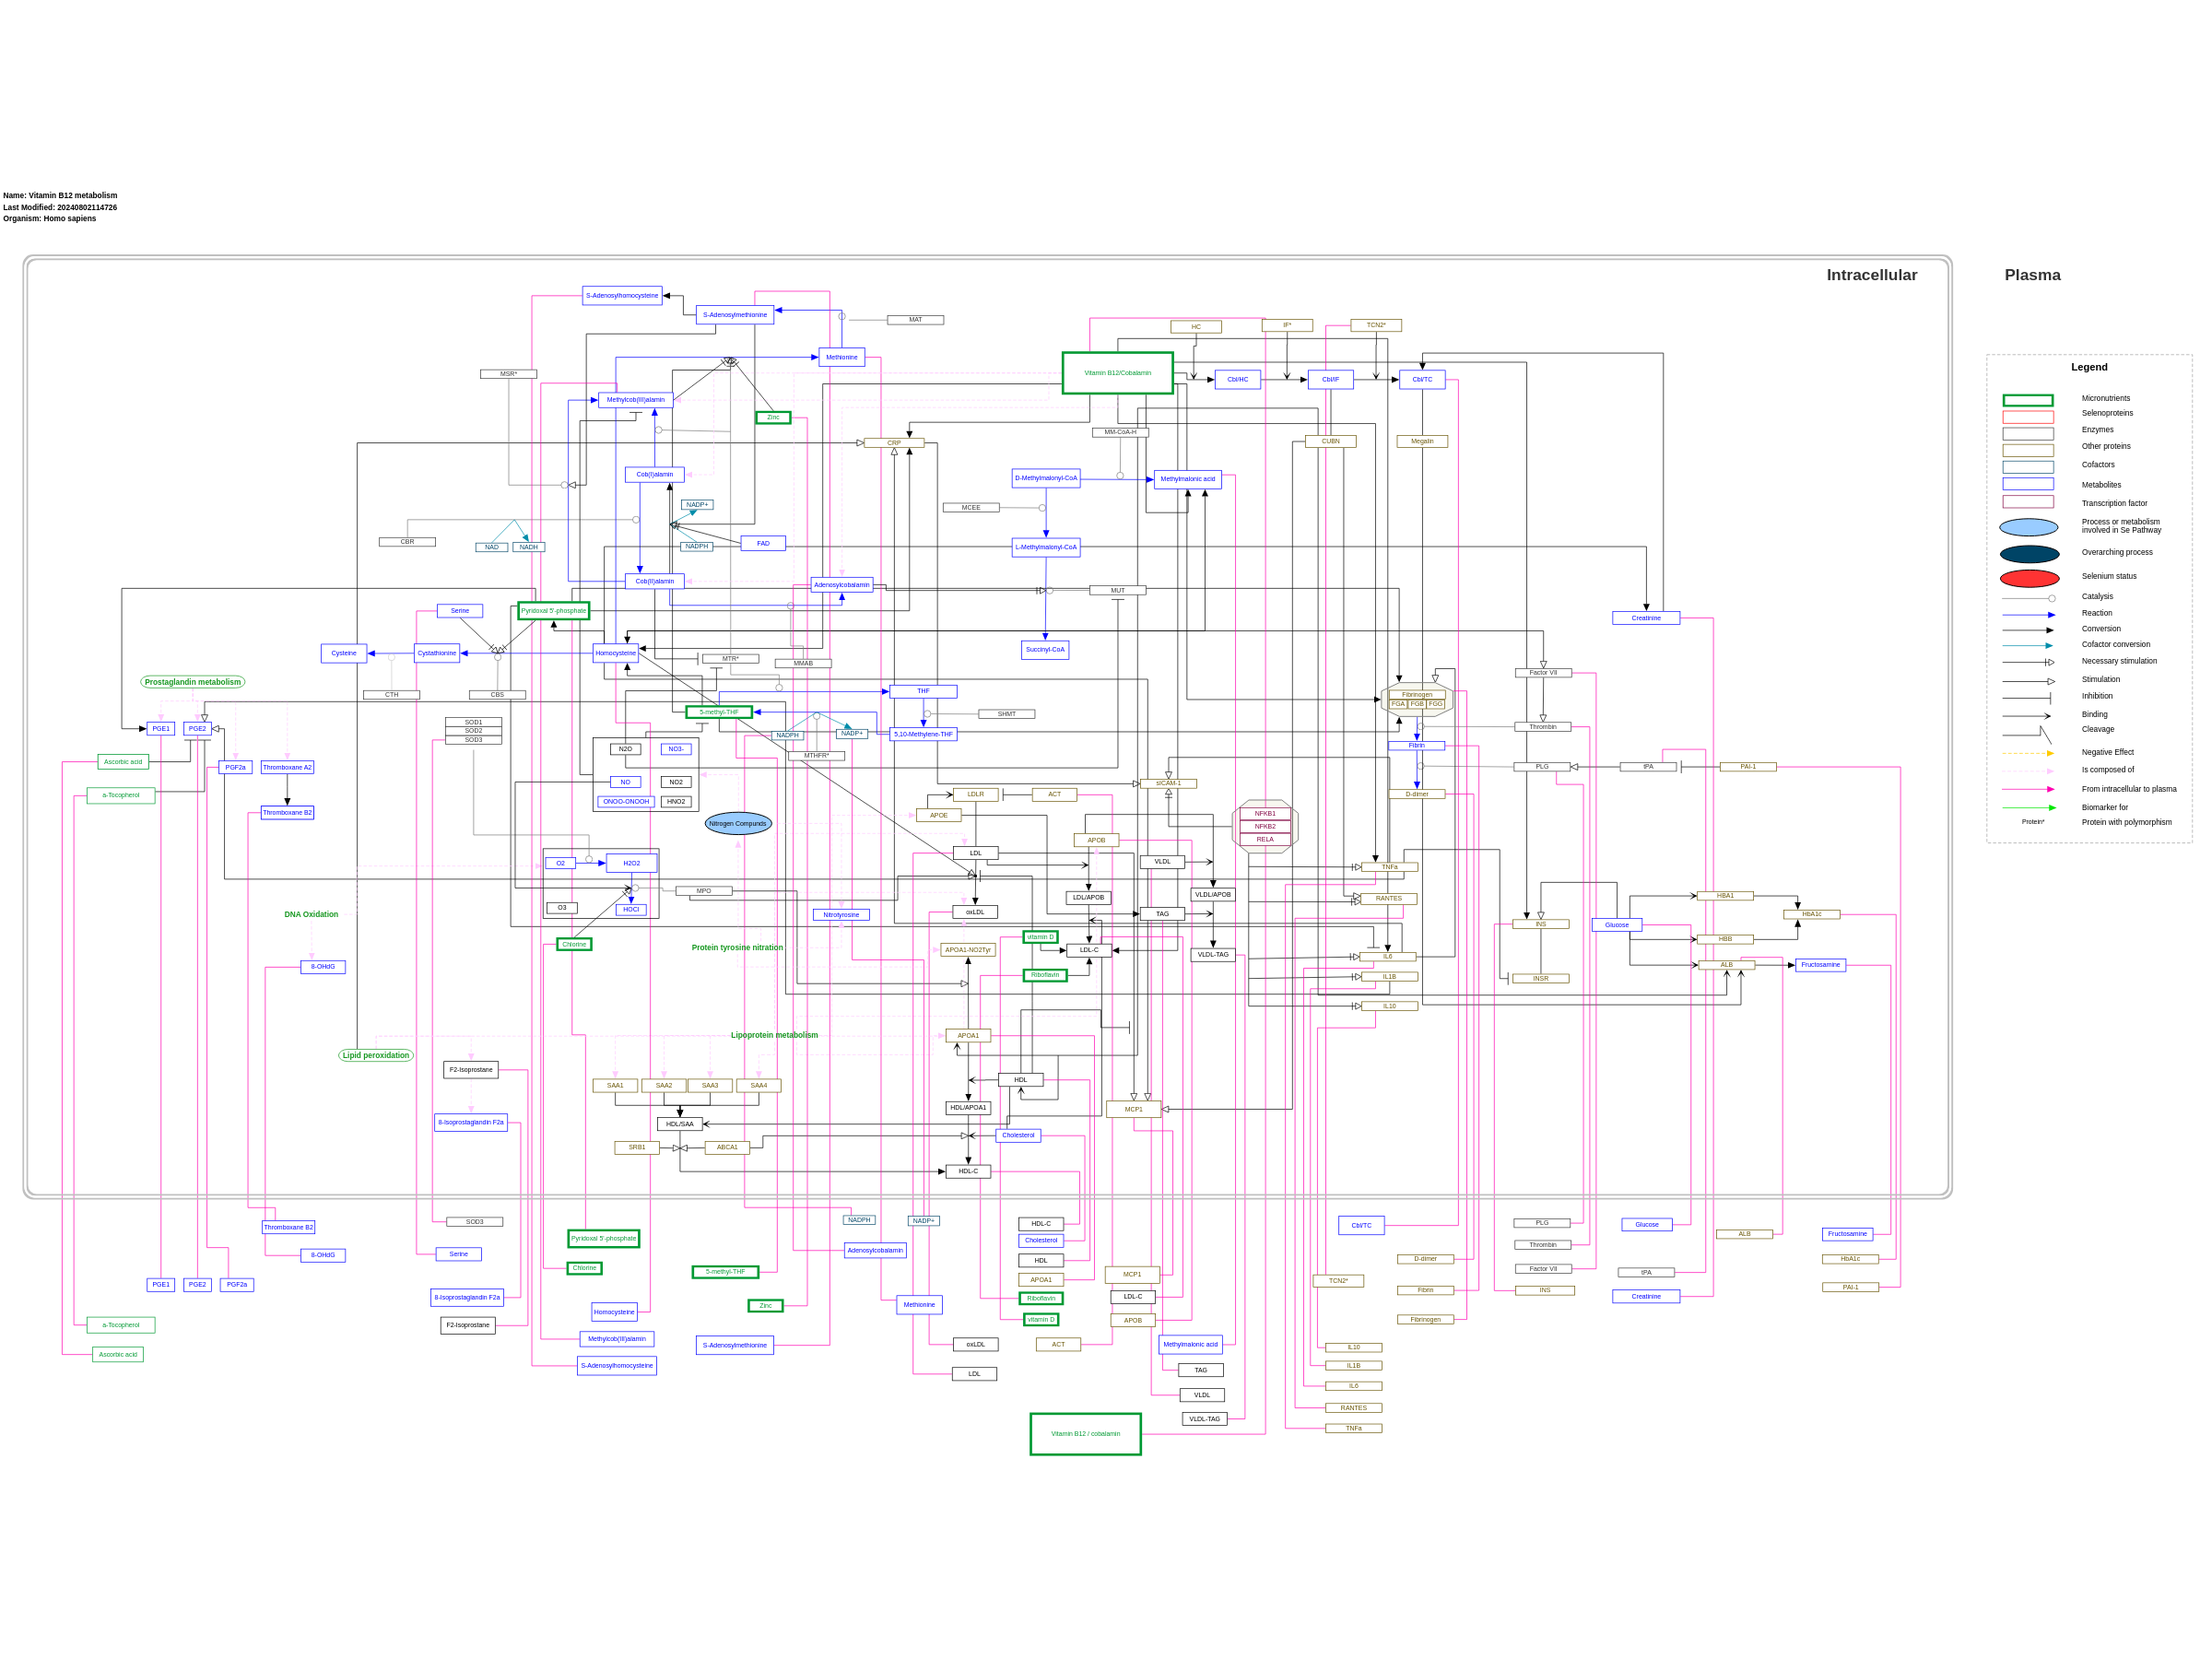 Name: Vitamin B12 metabolism
Last Modified: 20240802114726
Organism: Homo sapiens
Intracellular
Plasma
S-Adenosylhomocysteine
S-Adenosylmethionine
MAT
HC
IF*
TCN2*
Methionine
MSR*
Vitamin B12/Cobalamin
Cbl/HC
Cbl/IF
Cbl/TC
Methylcob(III)alamin
Zinc
CRP
MM-CoA-H
CUBN
Megalin
Cob(I)alamin
D-Methylmalonyl-CoA
Methylmalonic acid
NADP+
MCEE
CBR
NAD
NADH
NADPH
FAD
L-Methylmalonyl-CoA
Cob(II)alamin
Adenosylcobalamin
MUT
Serine
Pyridoxal 5'-phosphate
Creatinine
Cysteine
Cystathionine
Homocysteine
MTR*
MMAB
Succinyl-CoA
Factor VII
Prostaglandin metabolism
CTH
CBS
THF
Fibrinogen
FGA
FGB
FGG
5-methyl-THF
SHMT
PGE1
PGE2
SOD1
SOD2
SOD3
NADPH
NADP+
5,10-Methylene-THF
Thrombin
N2O
NO3-
MTHFR*
Fibrin
Ascorbic acid
PGF2a
Thromboxane A2
PLG
tPA
PAI-1
NO
NO2
sICAM-1
a-Tocopherol
LDLR
ACT
D-dimer
ONOO-ONOOH
HNO2
Thromboxane B2
APOE
NFKB1
Nitrogen Compunds
NFKB2
APOB
RELA
LDL
O2
H2O2
VLDL
TNFa
MPO
LDL/APOB
VLDL/APOB
RANTES
HBA1
O3
HOCl
DNA Oxidation
Nitrotyrosine
oxLDL
TAG
HbA1c
INS
Glucose
Chlorine
vitamin D
HBB
Protein tyrosine nitration
APOA1-NO2Tyr
LDL-C
VLDL-TAG
IL6
8-OHdG
ALB
Fructosamine
Riboflavin
IL1B
INSR
IL10
Lipoprotein metabolism
APOA1
Lipid peroxidation
F2-Isoprostane
HDL
SAA1
SAA2
SAA3
SAA4
HDL/APOA1
MCP1
8-Isoprostaglandin F2a
HDL/SAA
Cholesterol
SRB1
ABCA1
HDL-C
Thromboxane B2
SOD3
NADPH
NADP+
HDL-C
Cbl/TC
PLG
Glucose
Pyridoxal 5'-phosphate
Cholesterol
ALB
Fructosamine
8-OHdG
Serine
Adenosylcobalamin
HDL
Thrombin
D-dimer
HbA1c
Chlorine
5-methyl-THF
Factor VII
tPA
MCP1
APOA1
TCN2*
PGE1
PGE2
PGF2a
PAI-1
Fibrin
INS
8-Isoprostaglandin F2a
Riboflavin
LDL-C
Creatinine
Zinc
Methionine
Homocysteine
vitamin D
APOB
Fibrinogen
a-Tocopherol
F2-Isoprostane
Methylcob(III)alamin
S-Adenosylmethionine
oxLDL
ACT
Methylmalonic acid
IL10
Ascorbic acid
S-Adenosylhomocysteine
IL1B
LDL
TAG
IL6
VLDL
RANTES
VLDL-TAG
TNFa
Vitamin B12 / cobalamin
Legend
Micronutrients
Selenoproteins
Enzymes
Other proteins
Cofactors
Metabolites
Transcription factor
Process or metabolism
involved in Se Pathway
Overarching process
Selenium status
Catalysis
Reaction
Conversion
Cofactor conversion
Necessary stimulation
Stimulation
Inhibition
Binding
Cleavage
Negative Effect
Is composed of
From intracellular to plasma
Biomarker for
Protein*
Protein with polymorphism